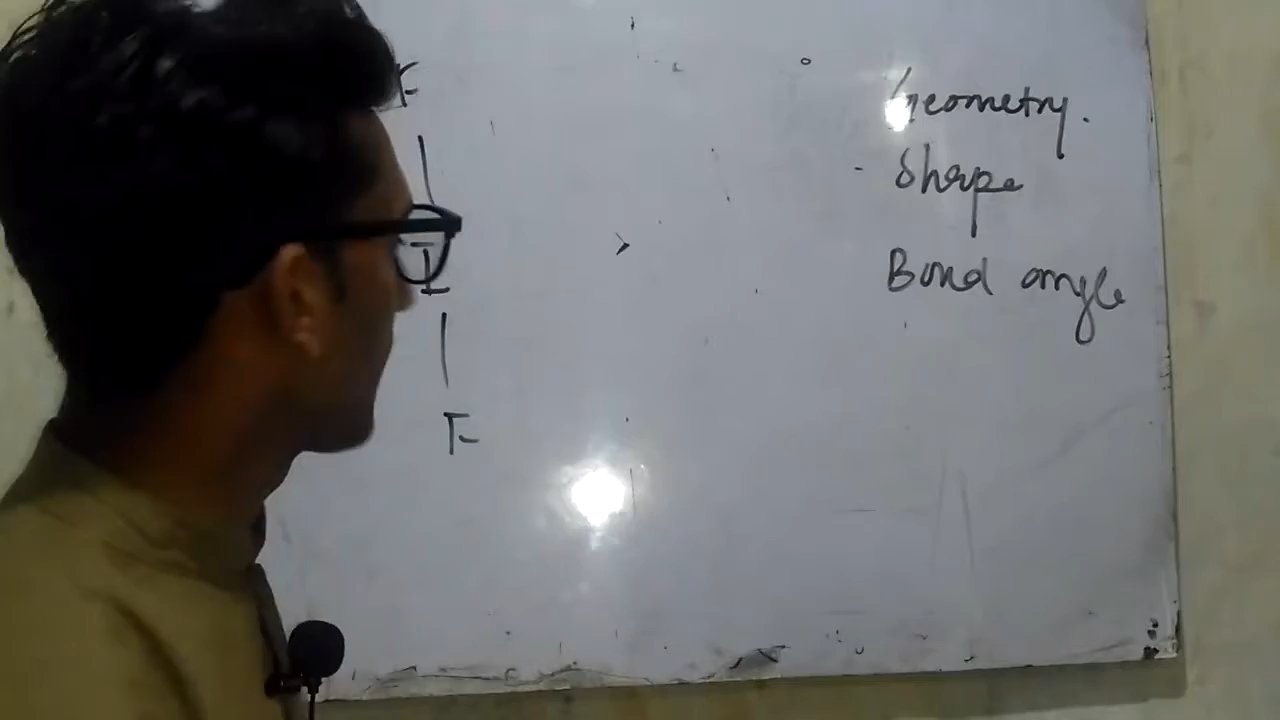 F
|
I
|
F
Geometry.
Shape
Bond angle